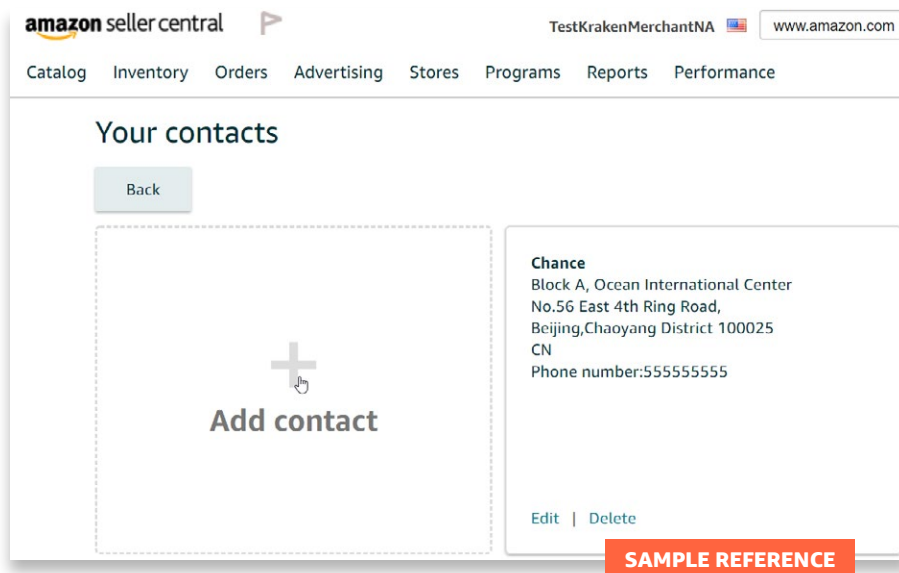 amazon seller central
TestKrakenMerchantNA
www.amazon.com
Catalog Inventory Orders Advertising Stores Programs Reports Performance
Your contacts
Back
Add contact
Chance
Block A, Ocean International Center
No.56 East 4th Ring Road,
Beijing,Chaoyang District 100025
CN
Phone number:555555555
Edit | Delete
SAMPLE REFERENCE